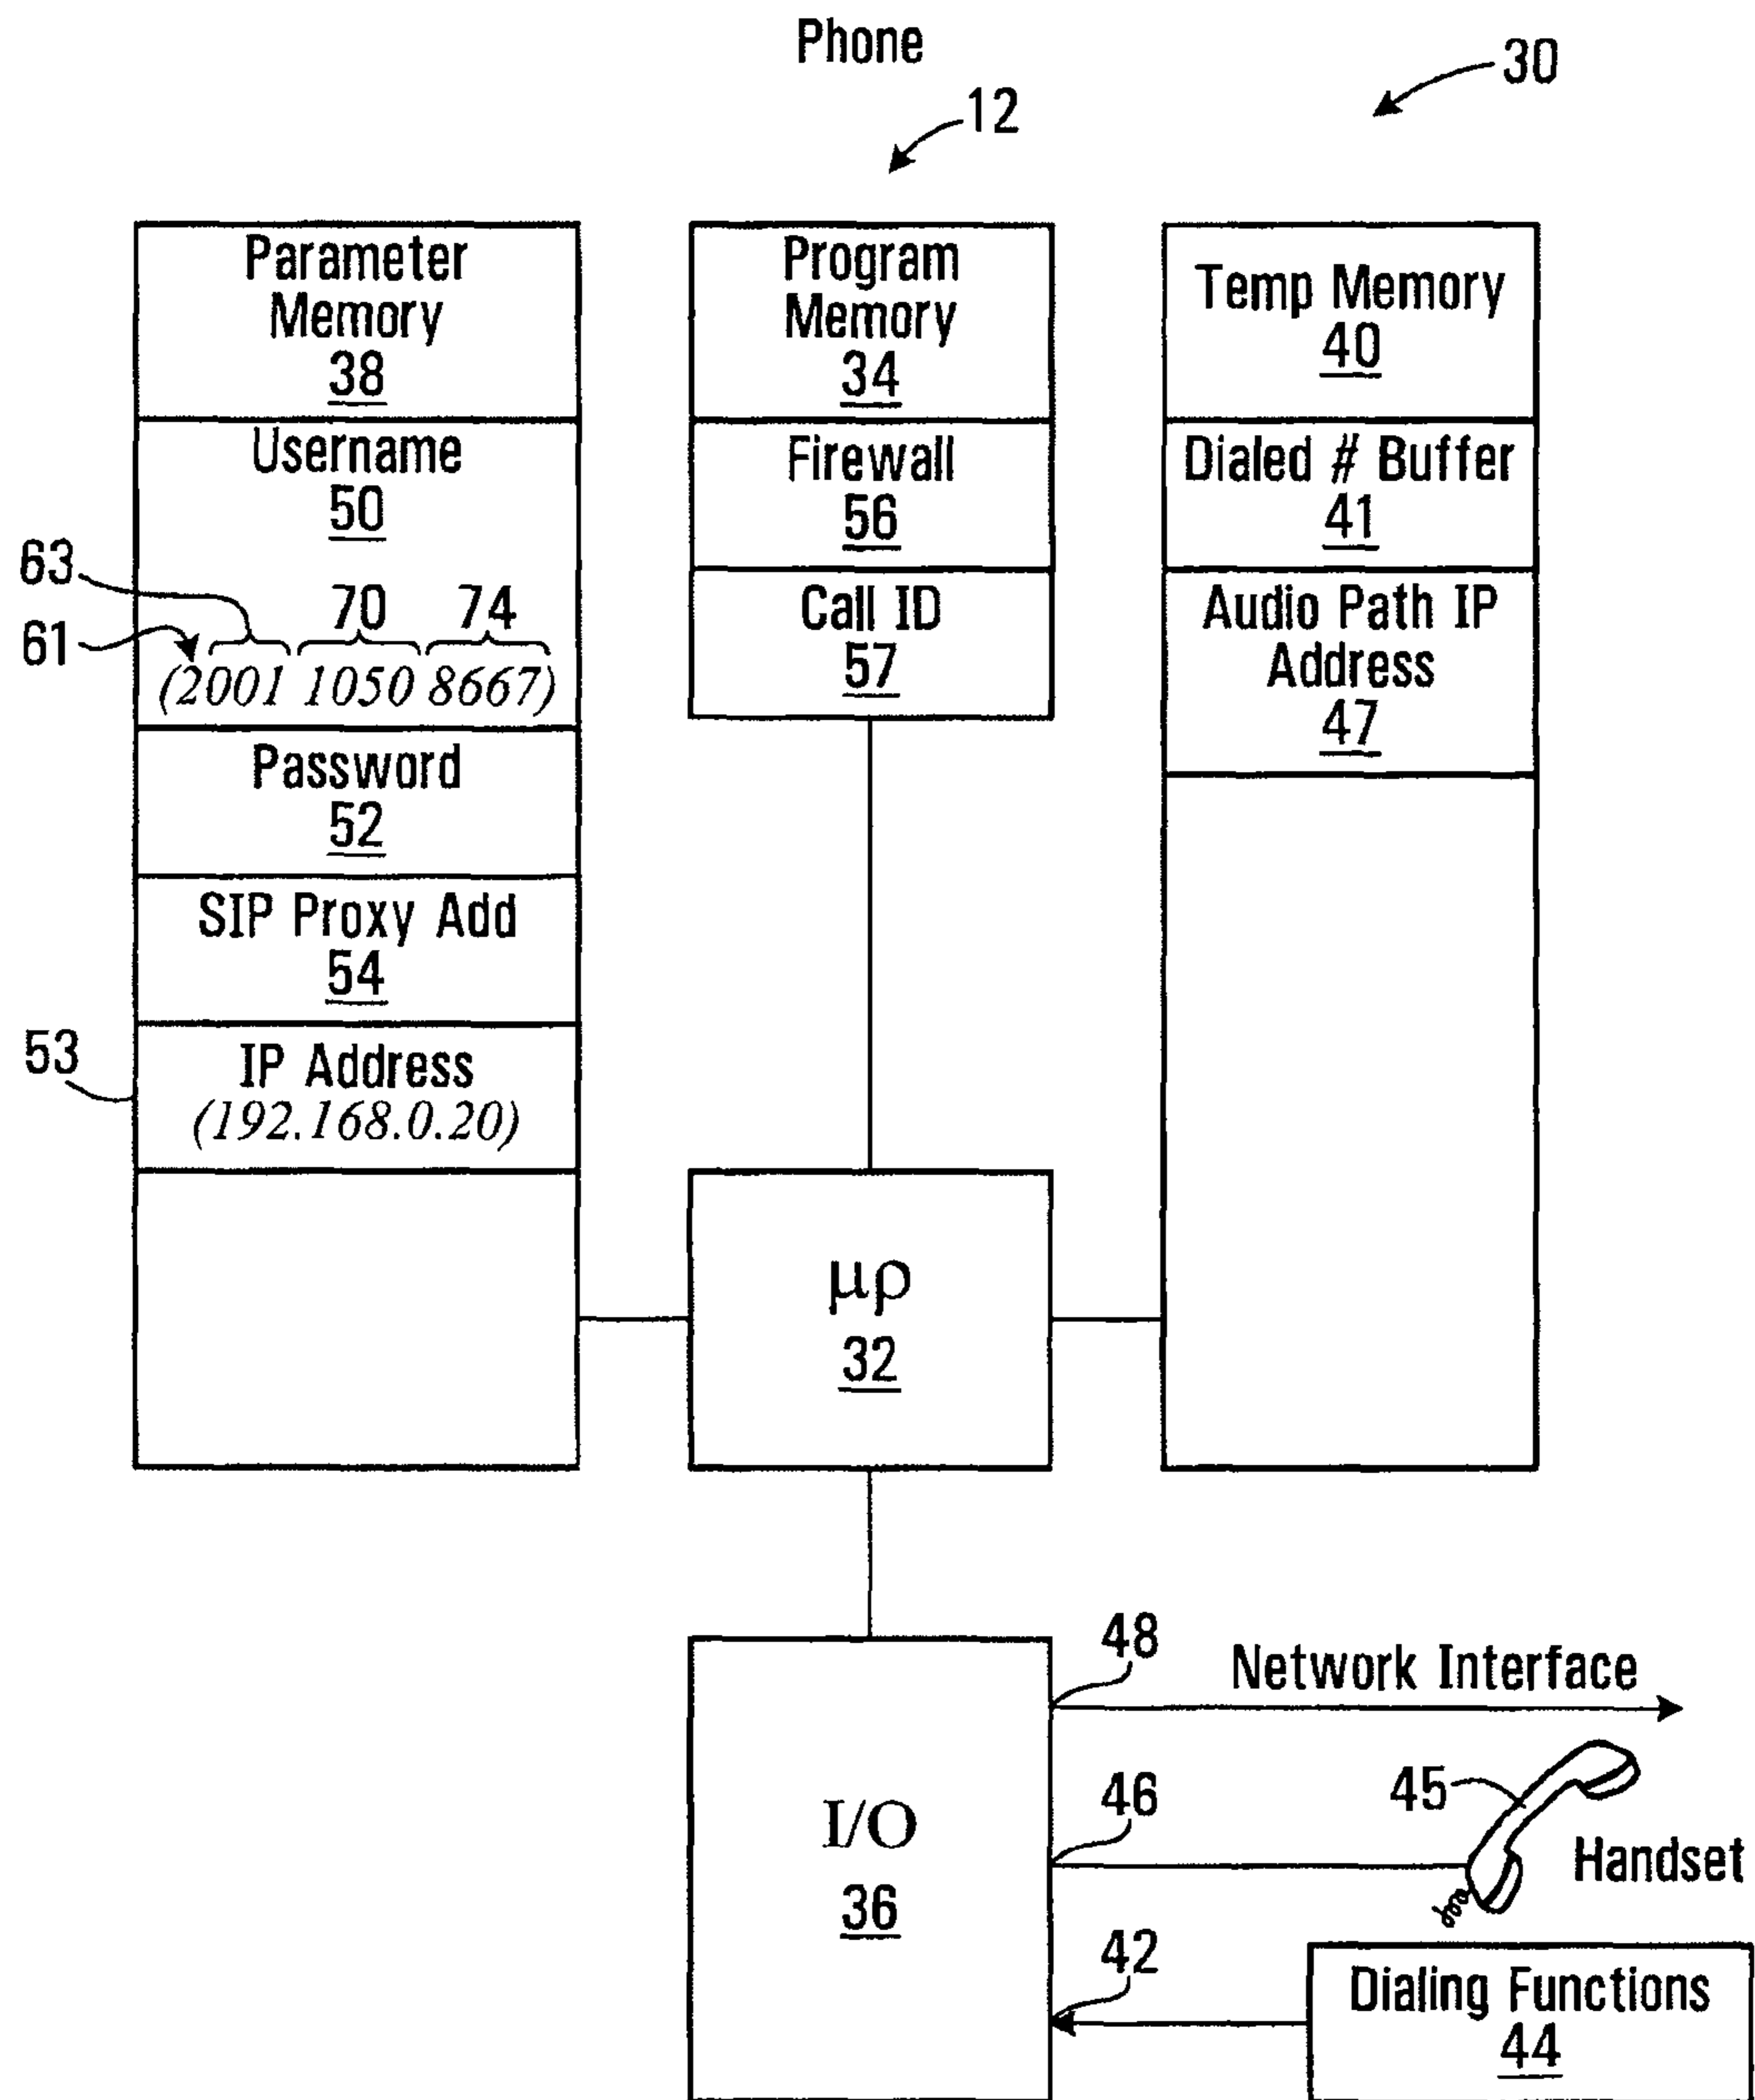 Phone
12
30
Parameter
Memory
38
Username
50
63
61
70 74
(2001 1050 8667)
Password
52
SIP Proxy Add
54
53
IP Address
(192.168.0.20)
Program
Memory
34
Firewall
56
Call ID
57
Temp Memory
40
Dialed # Buffer
41
Audio Path IP
Address
47
μρ
32
I/O
36
48
Network Interface
46
45
Handset
42
Dialing Functions
44